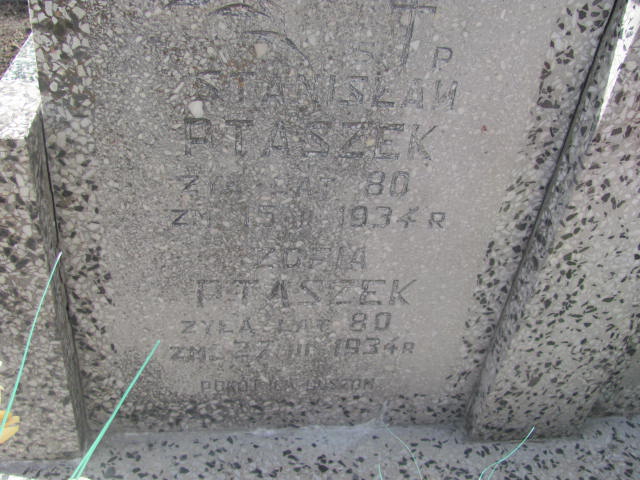 Ś P
STANISŁAW
PTASZEK
ŻYŁ LAT 80
ZM. 15 II 1934 R
ZOFIA
PTASZEK
ŻYŁA LAT 80
ZM. 27 III 1934 R
POKÓJ ICH DUSZOM